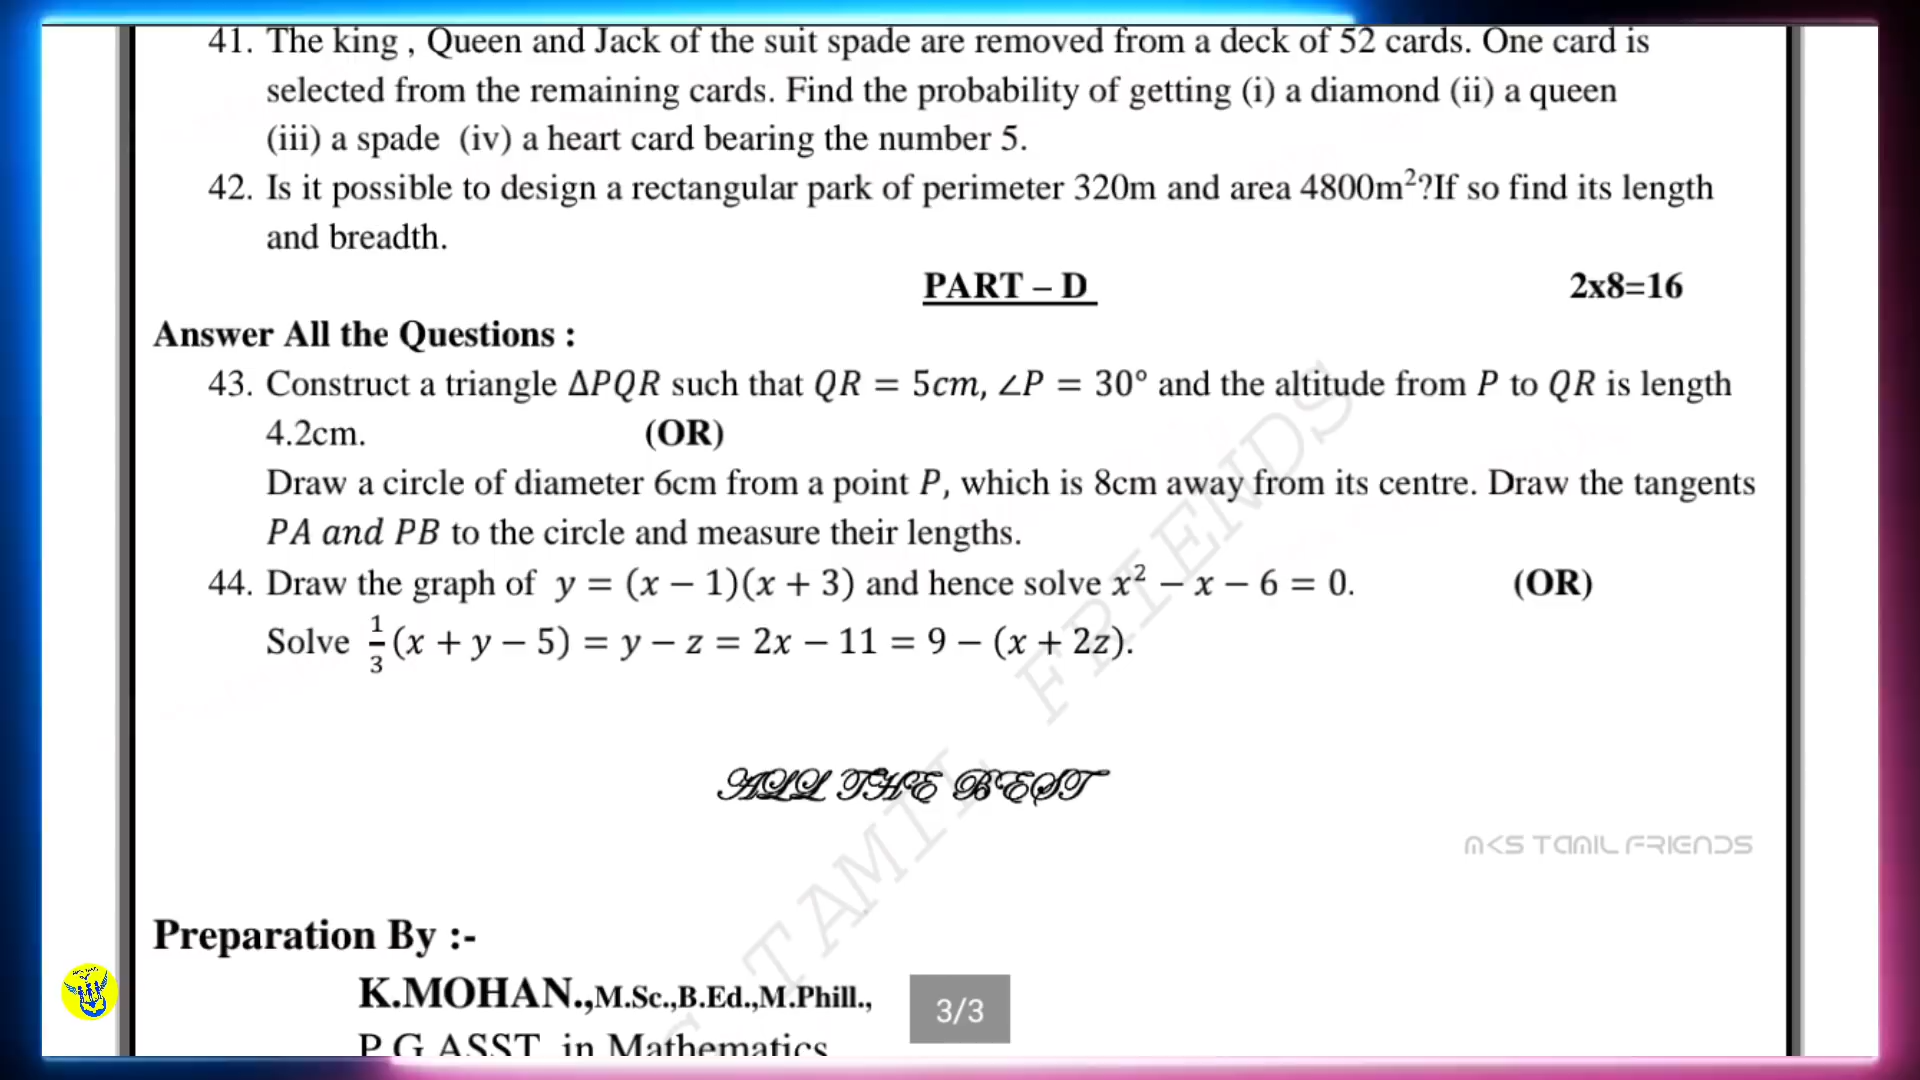 41. The king , Queen and Jack of the suit spade are removed from a deck of 52 cards. One card is
selected from the remaining cards. Find the probability of getting (i) a diamond (ii) a queen
(iii) a spade (iv) a heart card bearing the number 5.
42. Is it possible to design a rectangular park of perimeter 320m and area 4800m²?If so find its length
and breadth.
PART – D 2x8=16
Answer All the Questions :
43. Construct a triangle ΔPQR such that QR = 5cm, ∠P = 30° and the altitude from P to QR is length
4.2cm. (OR)
Draw a circle of diameter 6cm from a point P, which is 8cm away from its centre. Draw the tangents
PA and PB to the circle and measure their lengths.
44. Draw the graph of y = (x − 1)(x + 3) and hence solve x² − x − 6 = 0. (OR)
Solve 1/3 (x + y − 5) = y − z = 2x − 11 = 9 − (x + 2z).
ALL THE BEST
MKS TAMIL FRIENDS
Preparation By :-
K.MOHAN.,M.Sc.,B.Ed.,M.Phill.,
3/3
P.G.ASST. in Mathematics
S TAMIL FRIENDS